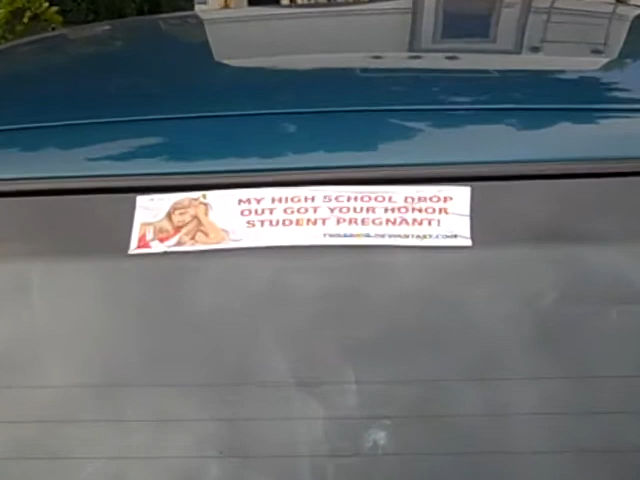 MY HIGH SCHOOL DROP
OUT GOT YOUR HONOR
STUDENT PREGNANT!